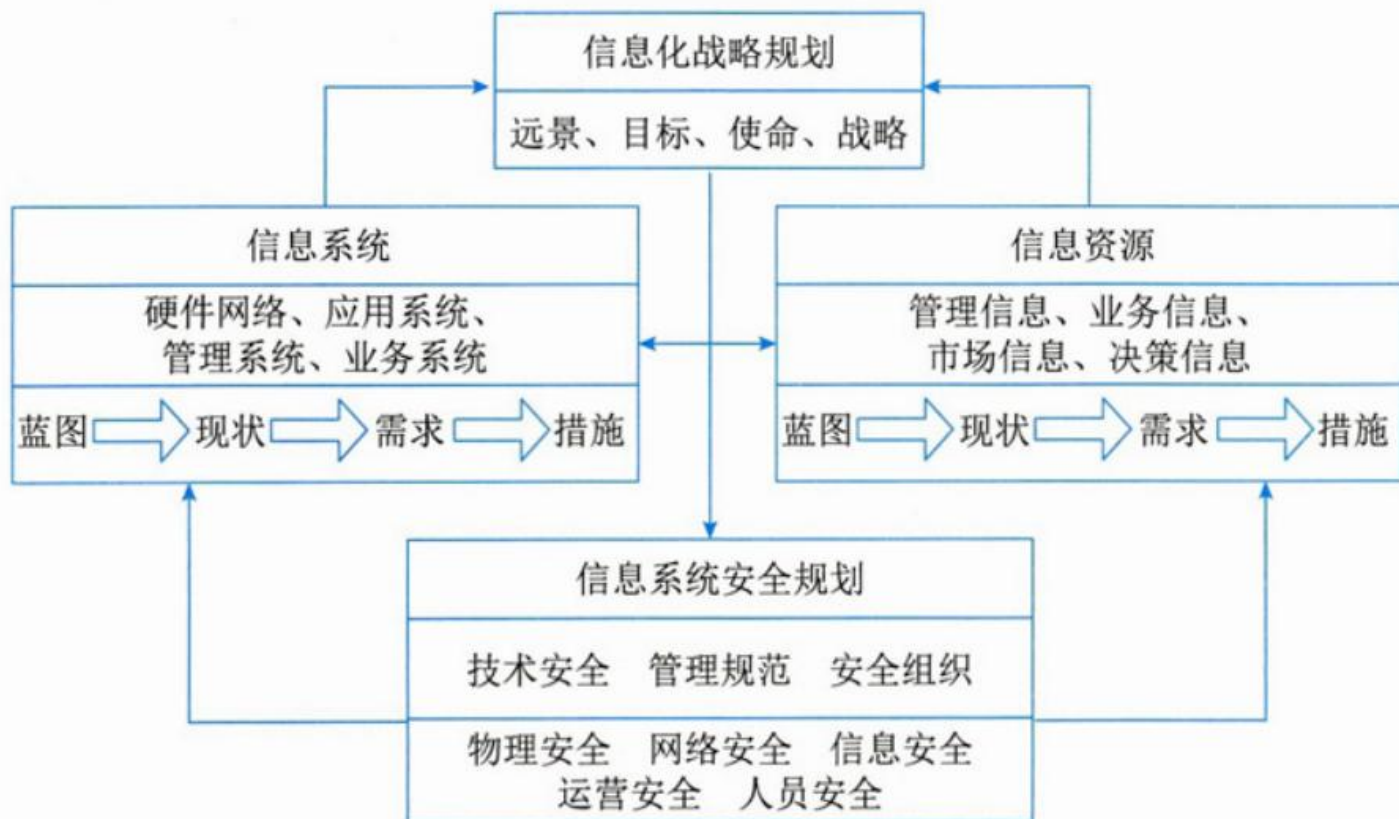 信息化战略规划
远景、目标、使命、战略
信息系统
硬件网络、应用系统、
管理系统、业务系统
蓝图 现状 需求 措施
信息资源
管理信息、业务信息、
市场信息、决策信息
蓝图 现状 需求 措施
信息系统安全规划
技术安全 管理规范 安全组织
物理安全 网络安全 信息安全
运营安全 人员安全